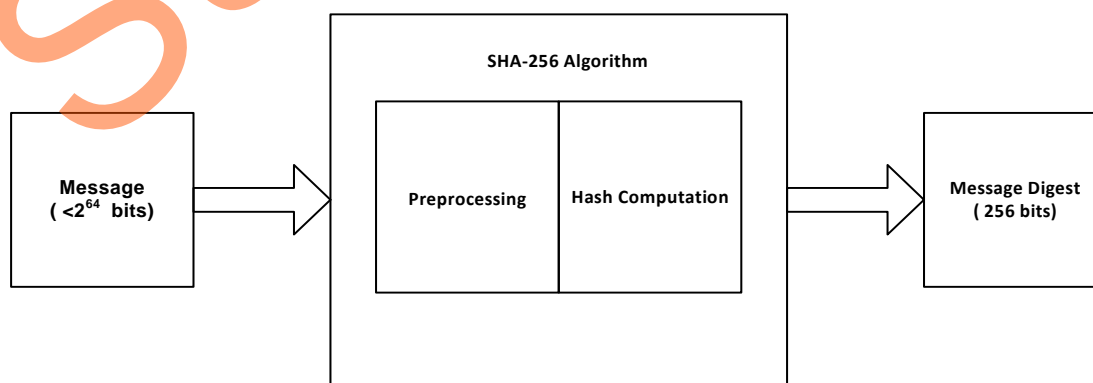 SHA-256 Algorithm
Message
( <2^64 bits)
Preprocessing
Hash Computation
Message Digest
( 256 bits)